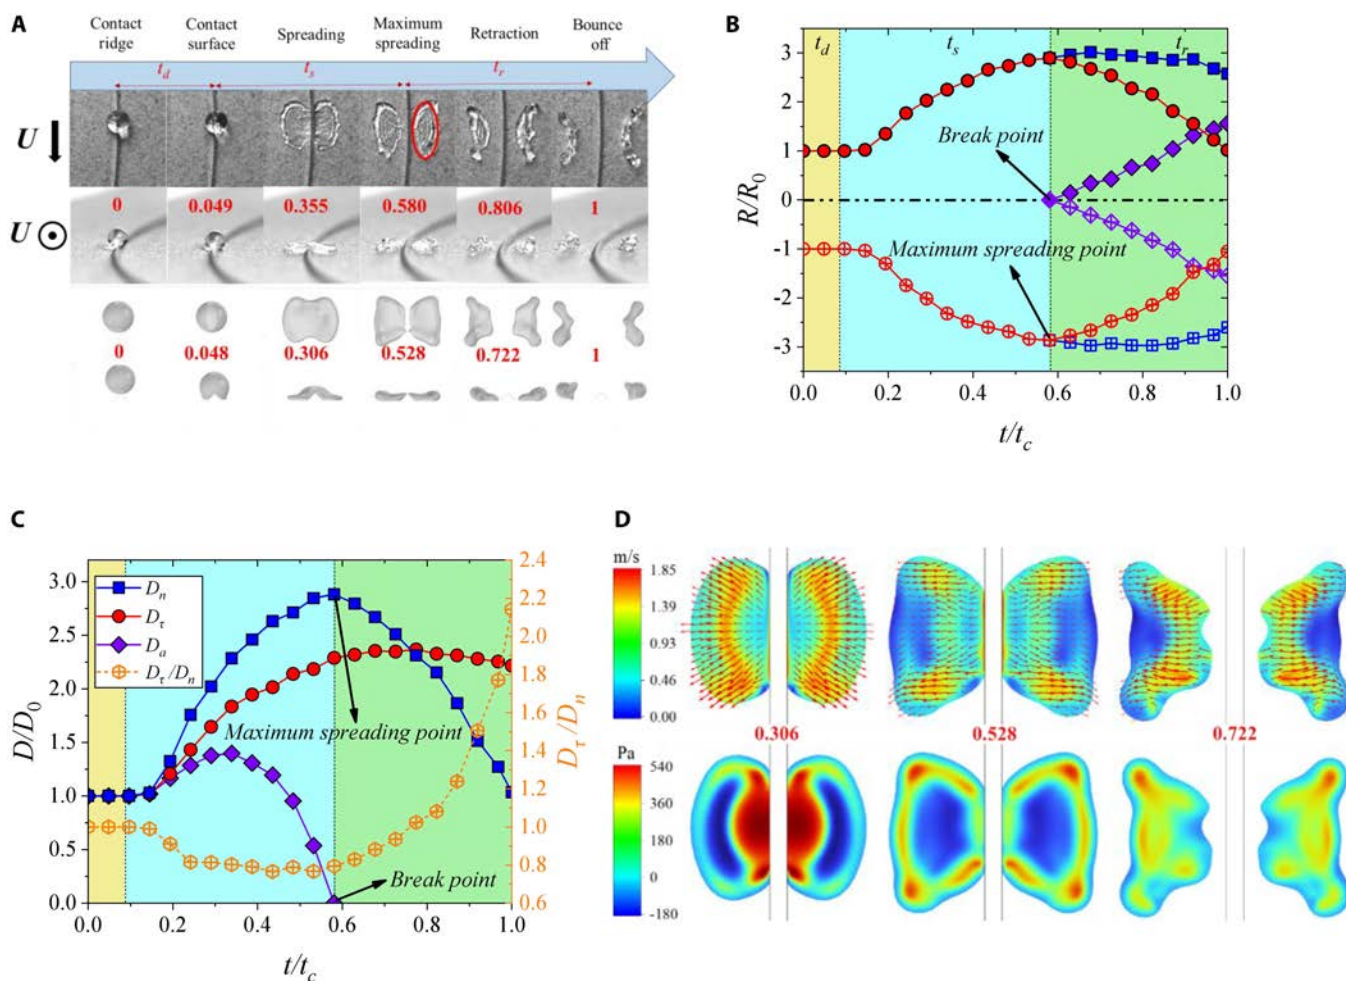 A
Contact ridge
Contact surface
Spreading
Maximum spreading
Retraction
Bounce off
t_d
t_s
t_r
U
0 0.049 0.355 0.580 0.806 1
U
0 0.048 0.306 0.528 0.722 1
B
t_d
t_s
t_r
Break point
Maximum spreading point
3
2
1
0
-1
-2
-3
R/R_0
0.0 0.2 0.4 0.6 0.8 1.0
t/t_c
C
D_n
D_τ
D_a
D_τ/D_n
Maximum spreading point
Break point
3.0
2.5
2.0
1.5
1.0
0.5
0.0
D/D_0
2.4
2.2
2.0
1.8
1.6
1.4
1.2
1.0
0.8
0.6
D_τ/D_n
0.0 0.2 0.4 0.6 0.8 1.0
t/t_c
D
m/s
1.85
1.39
0.93
0.46
0.00
0.306 0.528 0.722
Pa
540
360
180
0
-180